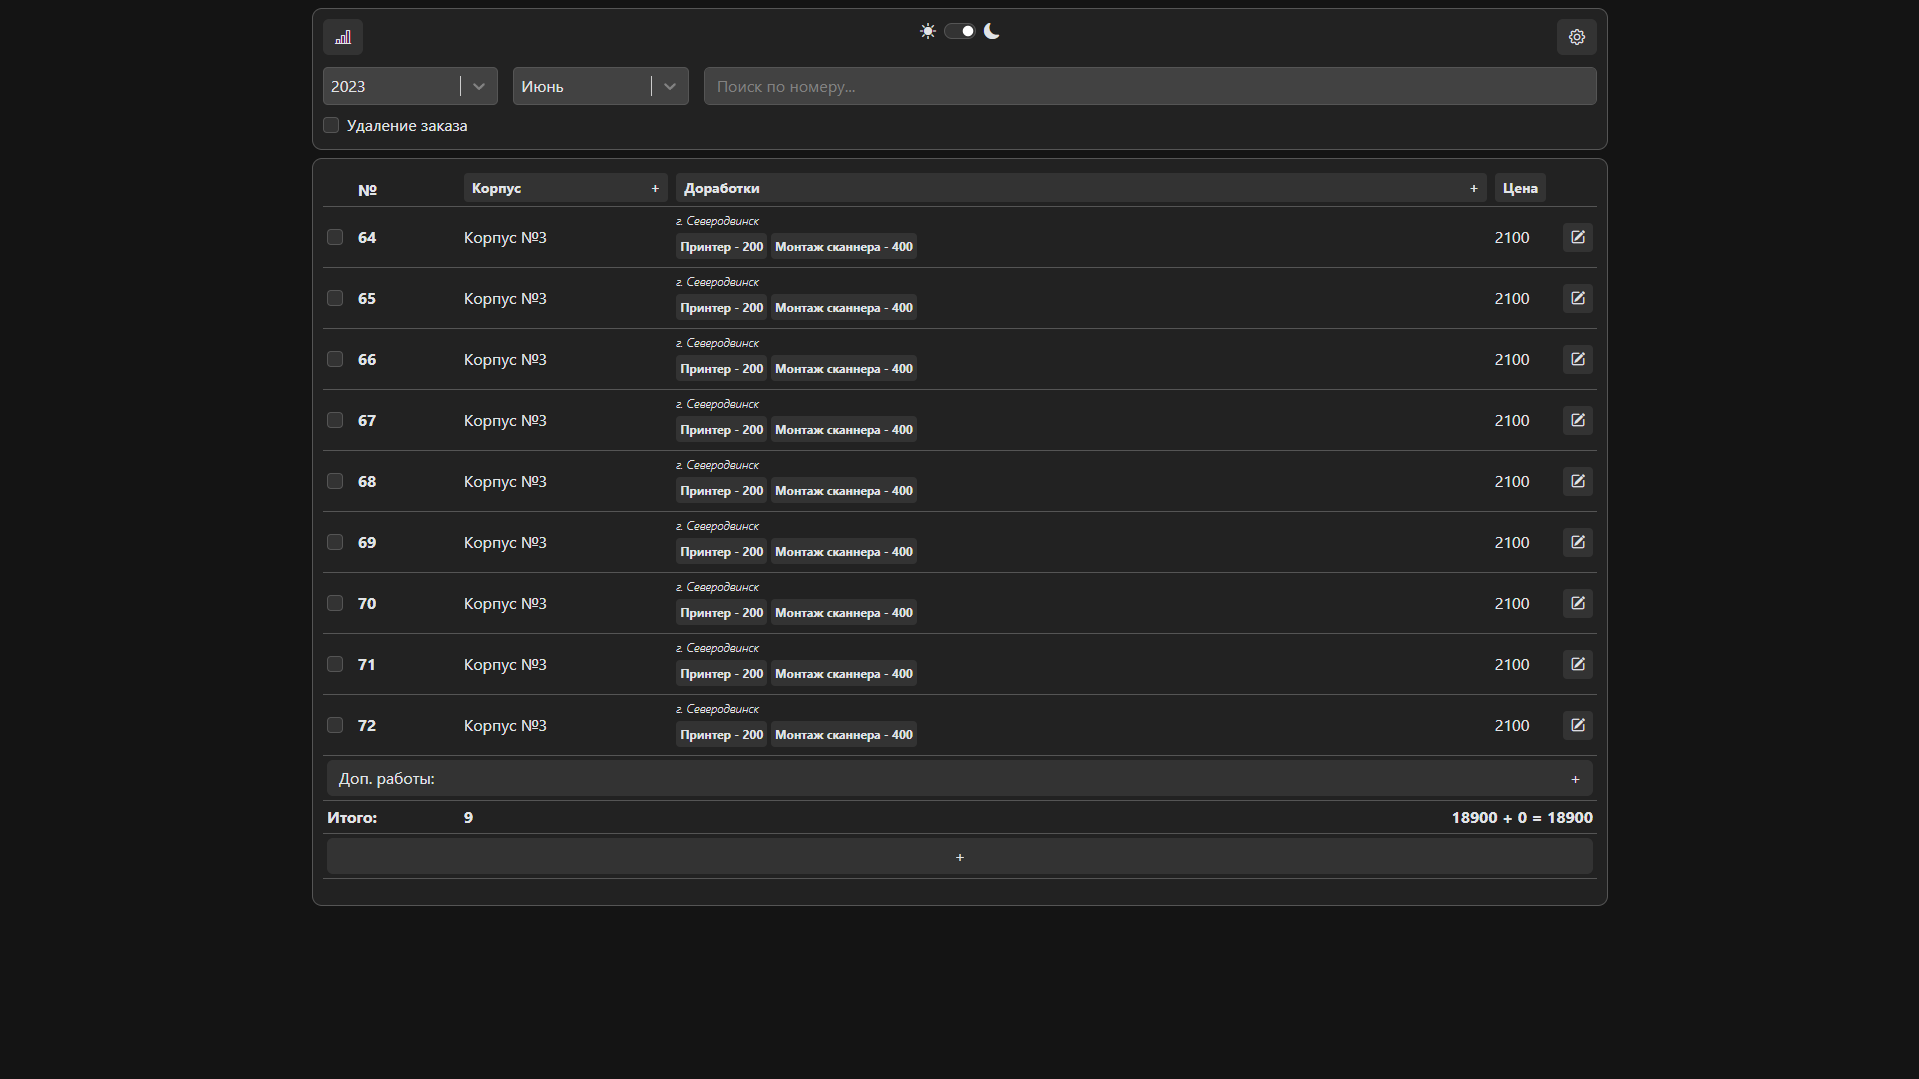 2023 Июнь Поиск по номеру...
Удаление заказа
№ Корпус + Доработки + Цена
г. Северодвинск
64 Корпус №3 Принтер - 200 Монтаж сканнера - 400 2100
г. Северодвинск
65 Корпус №3 Принтер - 200 Монтаж сканнера - 400 2100
г. Северодвинск
66 Корпус №3 Принтер - 200 Монтаж сканнера - 400 2100
г. Северодвинск
67 Корпус №3 Принтер - 200 Монтаж сканнера - 400 2100
г. Северодвинск
68 Корпус №3 Принтер - 200 Монтаж сканнера - 400 2100
г. Северодвинск
69 Корпус №3 Принтер - 200 Монтаж сканнера - 400 2100
г. Северодвинск
70 Корпус №3 Принтер - 200 Монтаж сканнера - 400 2100
г. Северодвинск
71 Корпус №3 Принтер - 200 Монтаж сканнера - 400 2100
г. Северодвинск
72 Корпус №3 Принтер - 200 Монтаж сканнера - 400 2100
Доп. работы: +
Итого: 9 18900 + 0 = 18900
+